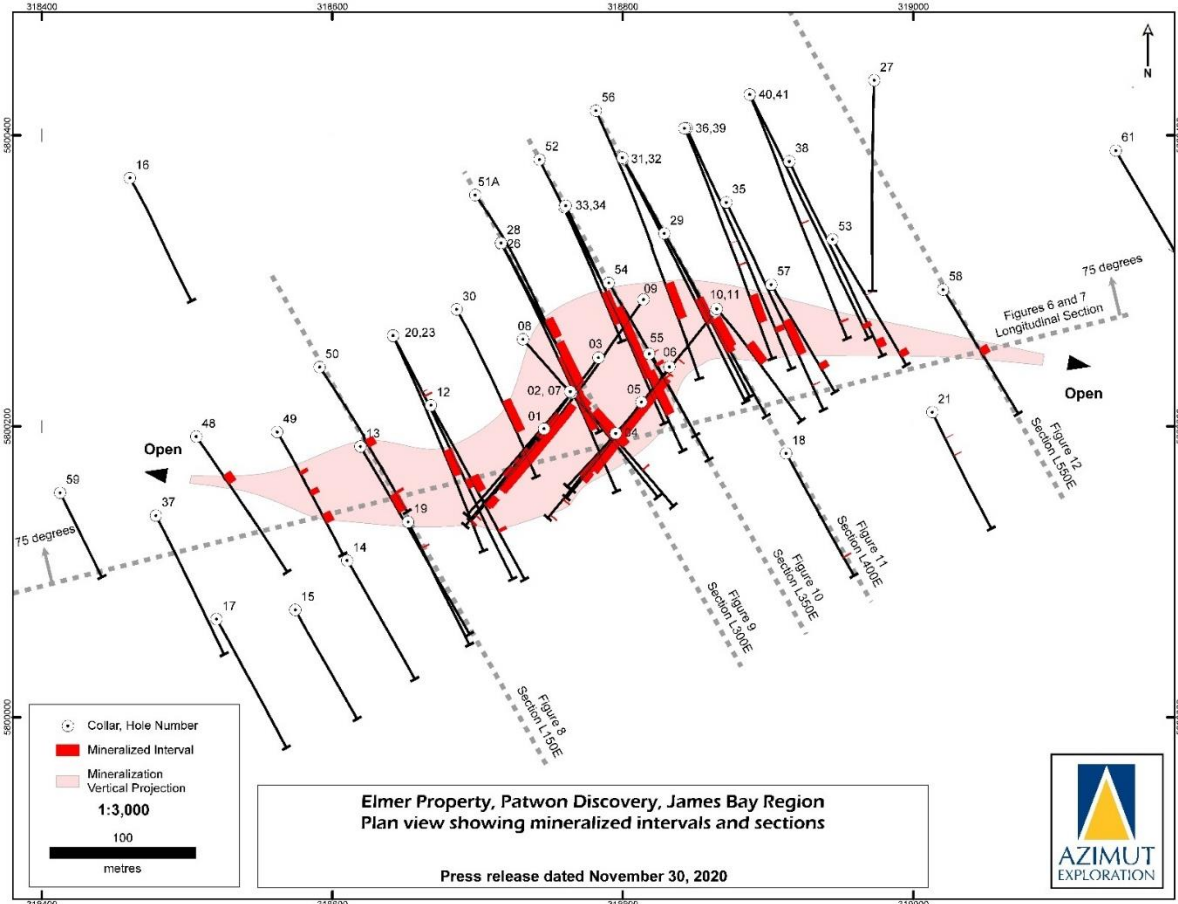 318400
318600
318800
319000
N
5800400
5800200
5800000
16
56
40,41
27
61
52
31,32
36,39
38
51A
33,34
35
28
26
29
53
54
09
57
58
75 degrees
Figures 6 and 7
Longitudinal Section
30
08
10,11
20,23
03
55
06
50
12
02, 07
05
01
04
21
48
49
13
18
Open
Open
59
37
19
14
75 degrees
17
15
Figure 8
Section L150E
Figure 9
Section L300E
Figure 10
Section L350E
Figure 11
Section L400E
Figure 12
Section L550E
Collar, Hole Number
Mineralized Interval
Mineralization
Vertical Projection
1:3,000
100
metres
Elmer Property, Patwon Discovery, James Bay Region
Plan view showing mineralized intervals and sections
Press release dated November 30, 2020
AZIMUT
EXPLORATION
318400